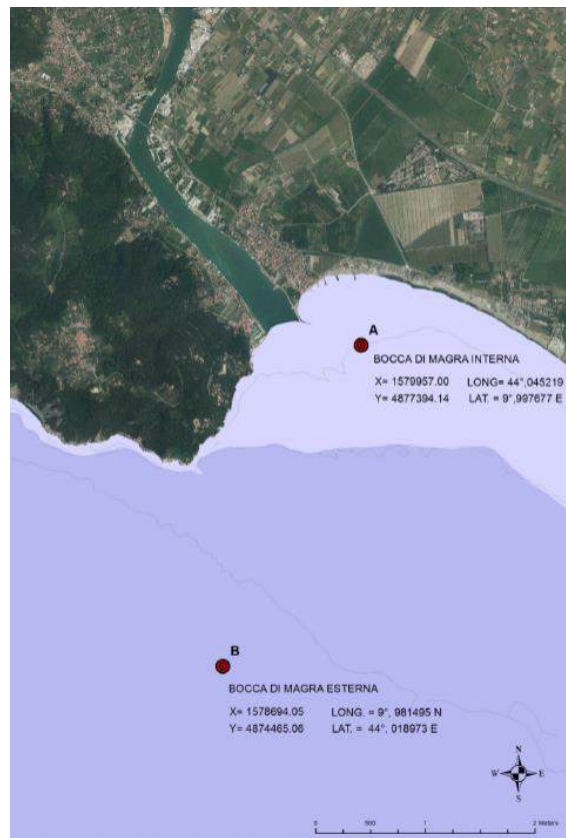 A
BOCCA DI MAGRA INTERNA
X= 1579957.00 LONG= 44°,045219
Y= 4877394.14 LAT. = 9°,997677 E
B
BOCCA DI MAGRA ESTERNA
X= 1578694.05 LONG. = 9°, 981495 N
Y= 4874465.06 LAT. = 44°, 018973 E
N
W E
S
0 500 1 2 Meters